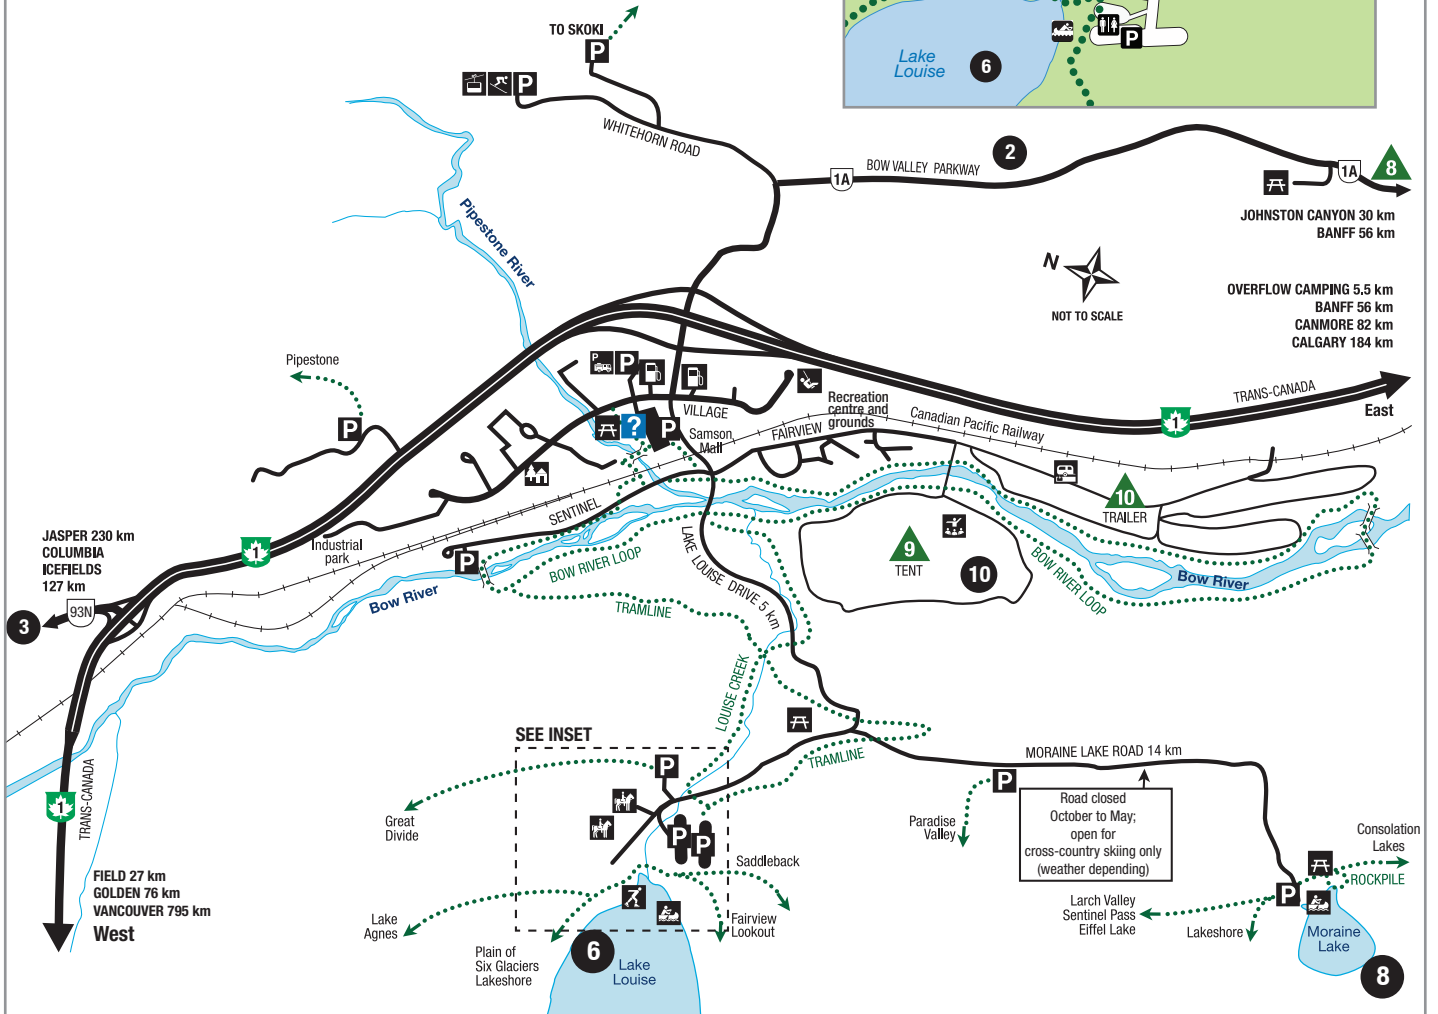 TO SKOKI
P
P
Lake
Louise
6
P
WHITEHORN ROAD
2
BOW VALLEY PARKWAY
1A
1A
8
JOHNSTON CANYON 30 km
BANFF 56 km
Pipestone River
N
NOT TO SCALE
OVERFLOW CAMPING 5.5 km
BANFF 56 km
CANMORE 82 km
CALGARY 184 km
Pipestone
P
P
P
TRANS-CANADA
1
East
VILLAGE
Recreation
centre and
grounds
Canadian Pacific Railway
?
P
Samson
Mall
FAIRVIEW
P
SENTINEL
10
TRAILER
JASPER 230 km
COLUMBIA
ICEFIELDS
127 km
93N
3
1
Industrial
park
P
BOW RIVER LOOP
Bow River
TRAMLINE
LAKE LOUISE DRIVE 5 km
9
TENT
10
BOW RIVER LOOP
Bow River
LOUISE CREEK
SEE INSET
P
TRAMLINE
MORAINE LAKE ROAD 14 km
P
Road closed
October to May;
open for
cross-country skiing only
(weather depending)
Paradise
Valley
TRANS-CANADA
1
Great
Divide
P
P
Saddleback
Consolation
Lakes
ROCKPILE
P
FIELD 27 km
GOLDEN 76 km
VANCOUVER 795 km
West
Lake
Agnes
Plain of
Six Glaciers
Lakeshore
6
Lake
Louise
Fairview
Lookout
Larch Valley
Sentinel Pass
Eiffel Lake
Lakeshore
Moraine
Lake
8